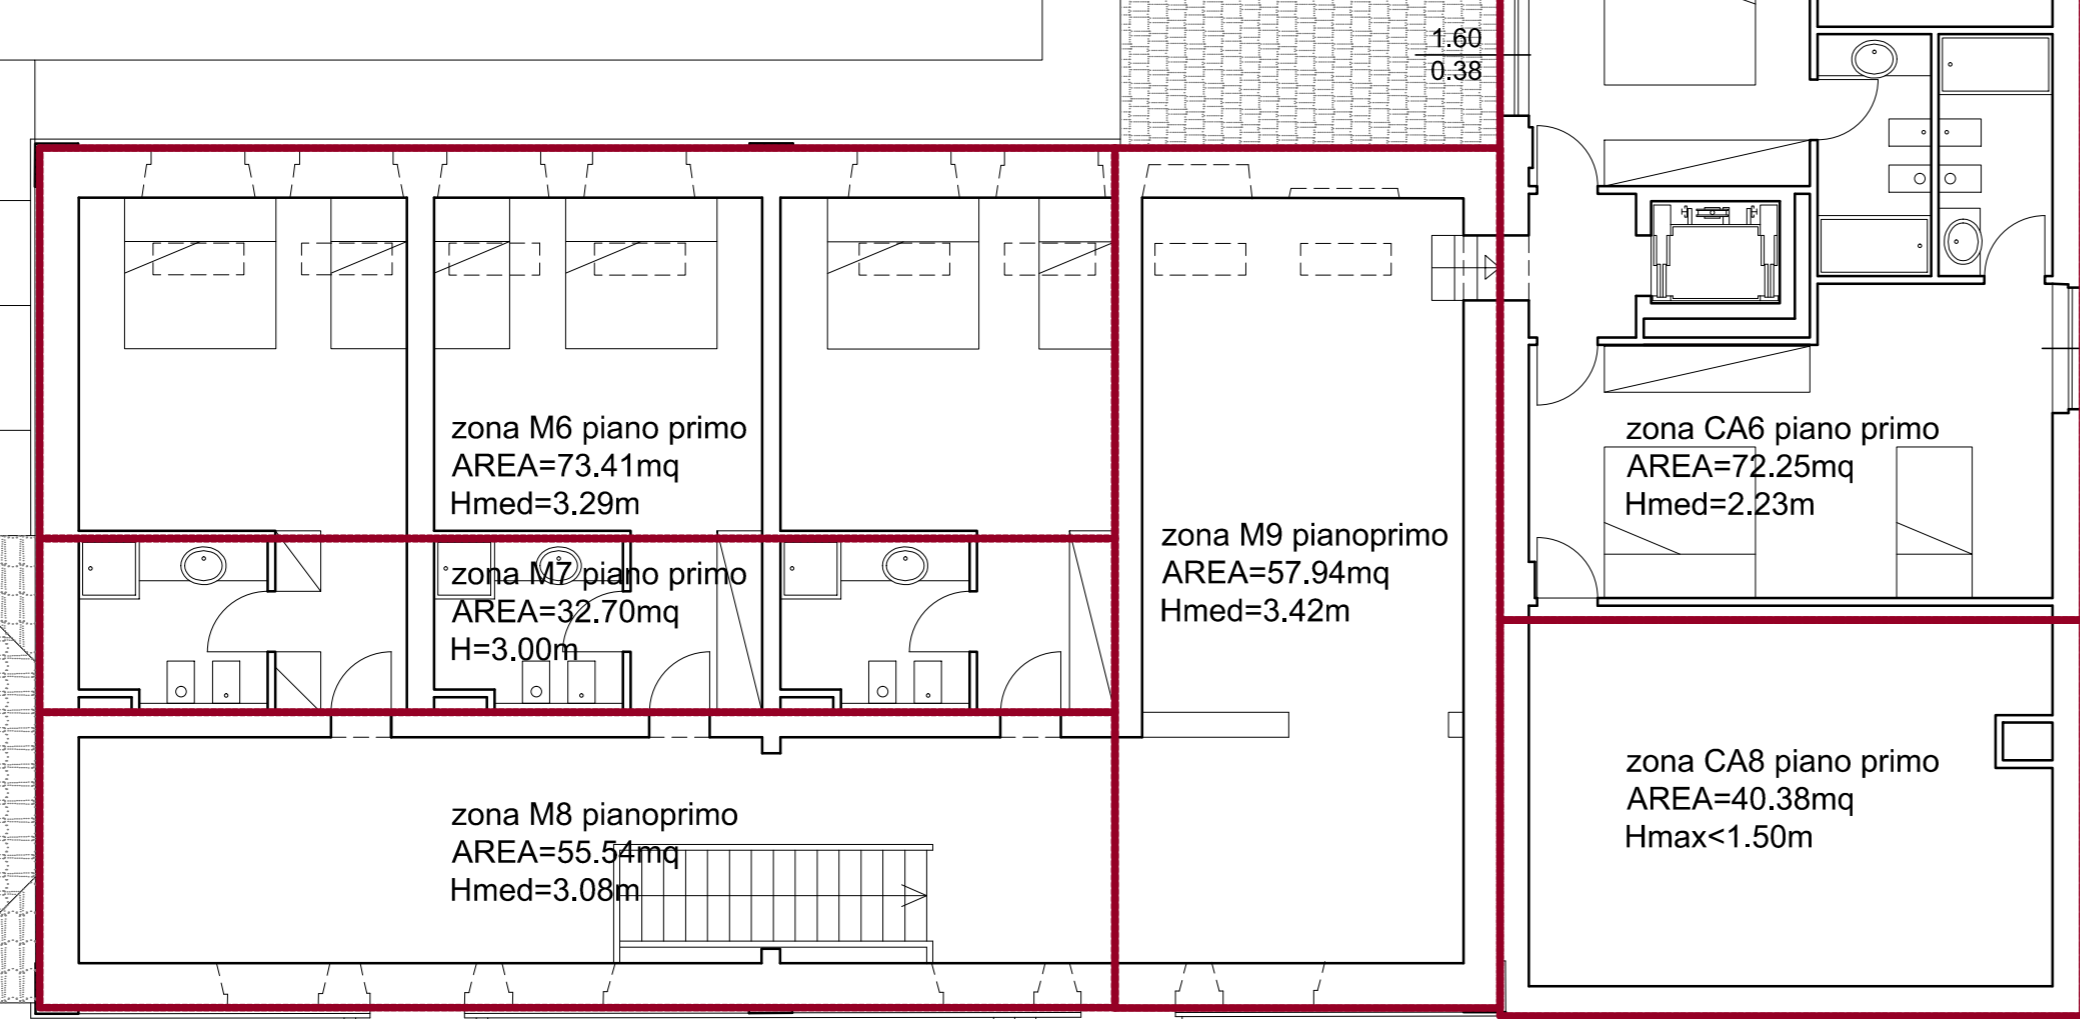 1.60
0.38
zona M6 piano primo
AREA=73.41mq
Hmed=3.29m
zona CA6 piano primo
AREA=72.25mq
Hmed=2.23m
zona M9 pianoprimo
AREA=57.94mq
Hmed=3.42m
zona M7 piano primo
AREA=32.70mq
H=3.00m
zona CA8 piano primo
AREA=40.38mq
Hmax<1.50m
zona M8 pianoprimo
AREA=55.54mq
Hmed=3.08m